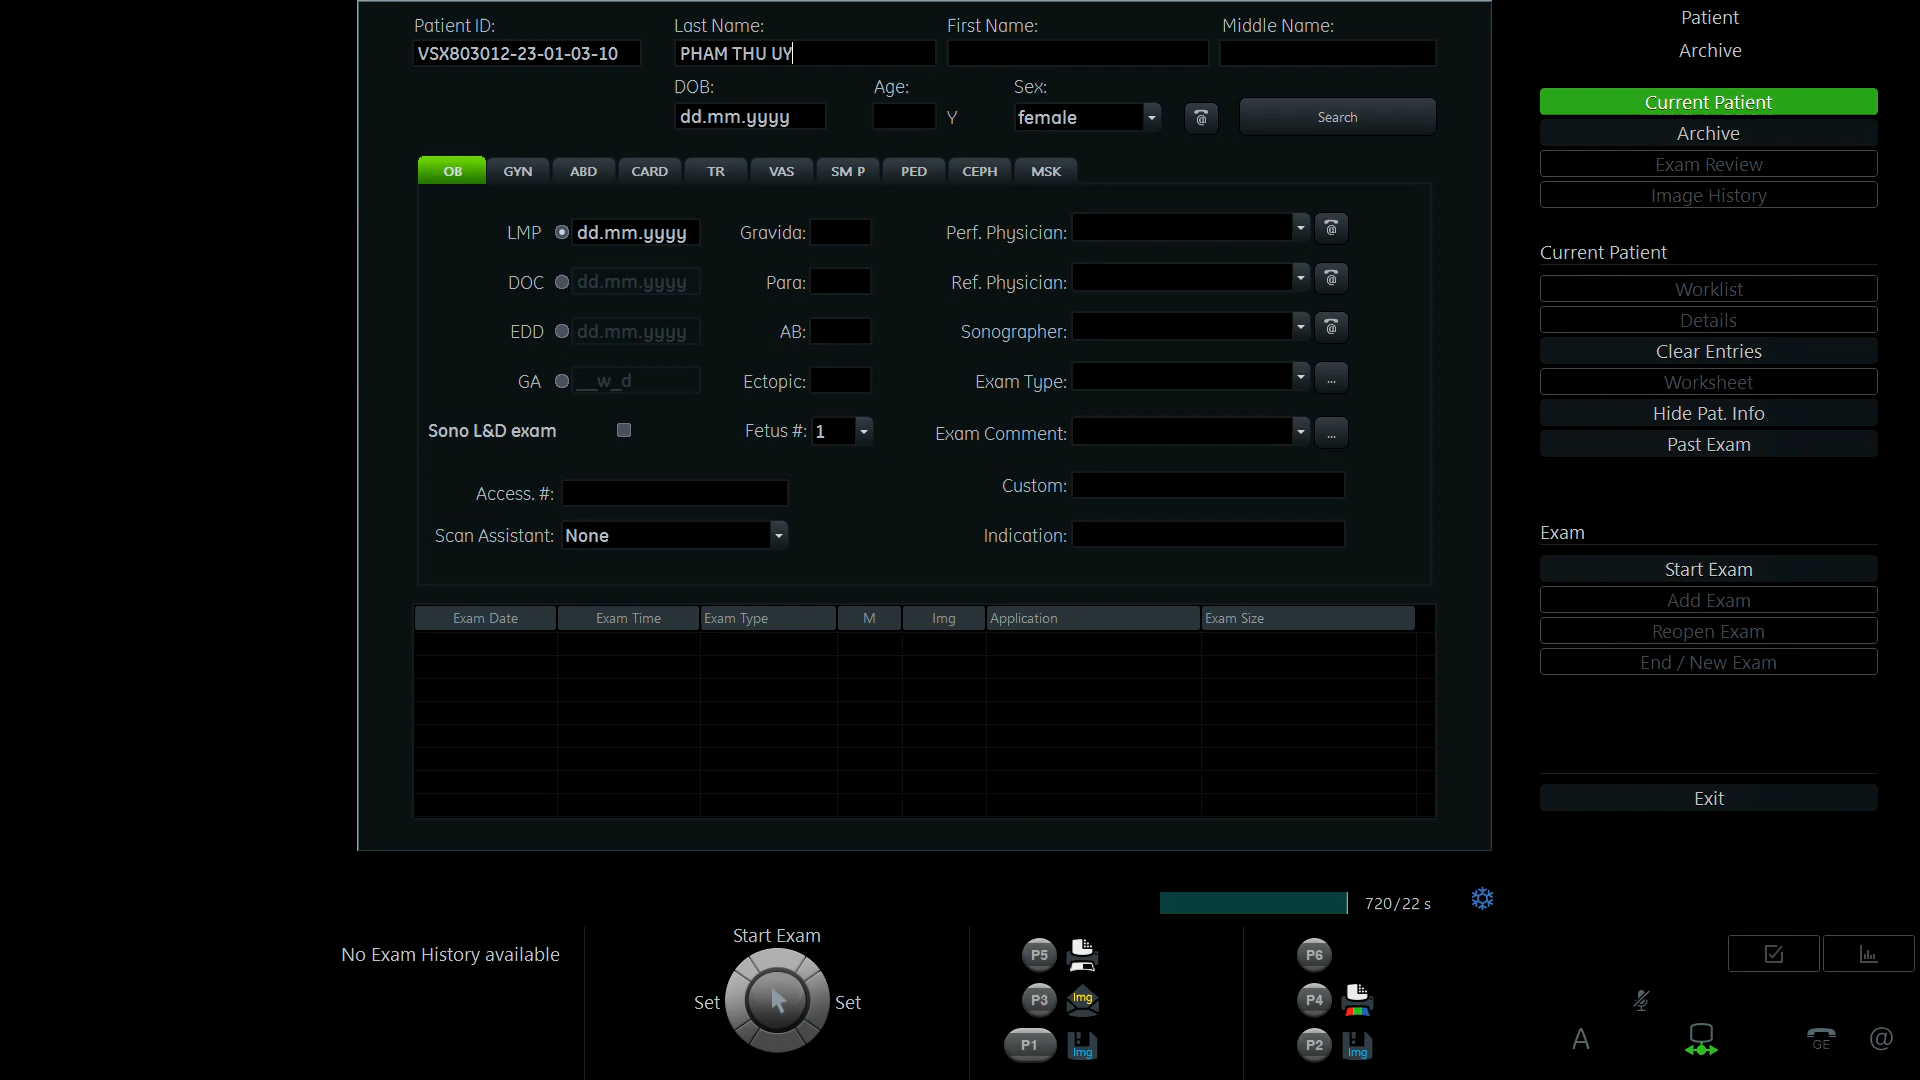 Patient ID: Last Name: First Name: Middle Name:
VSX803012-23-01-03-10 PHAM THU UY
DOB: Age: Sex:
dd.mm.yyyy Y female @ Search
OB GYN ABD CARD TR VAS SM P PED CEPH MSK
LMP dd.mm.yyyy Gravida: Perf. Physician: @
DOC dd.mm.yyyy Para: Ref. Physician: @
EDD dd.mm.yyyy AB: Sonographer: @
GA __w_d Ectopic: Exam Type: ...
Sono L&D exam Fetus #: 1 Exam Comment: ...
Access. #: Custom:
Scan Assistant: None Indication:
Exam Date Exam Time Exam Type M Img Application Exam Size
Patient
Archive
Current Patient
Archive
Exam Review
Image History
Current Patient
Worklist
Details
Clear Entries
Worksheet
Hide Pat. Info
Past Exam
Exam
Start Exam
Add Exam
Reopen Exam
End / New Exam
Exit
720/22 s
No Exam History available
Start Exam
Set Set
P5
P3 Img
P1 Img
P6
P4
P2 Img
A GE @